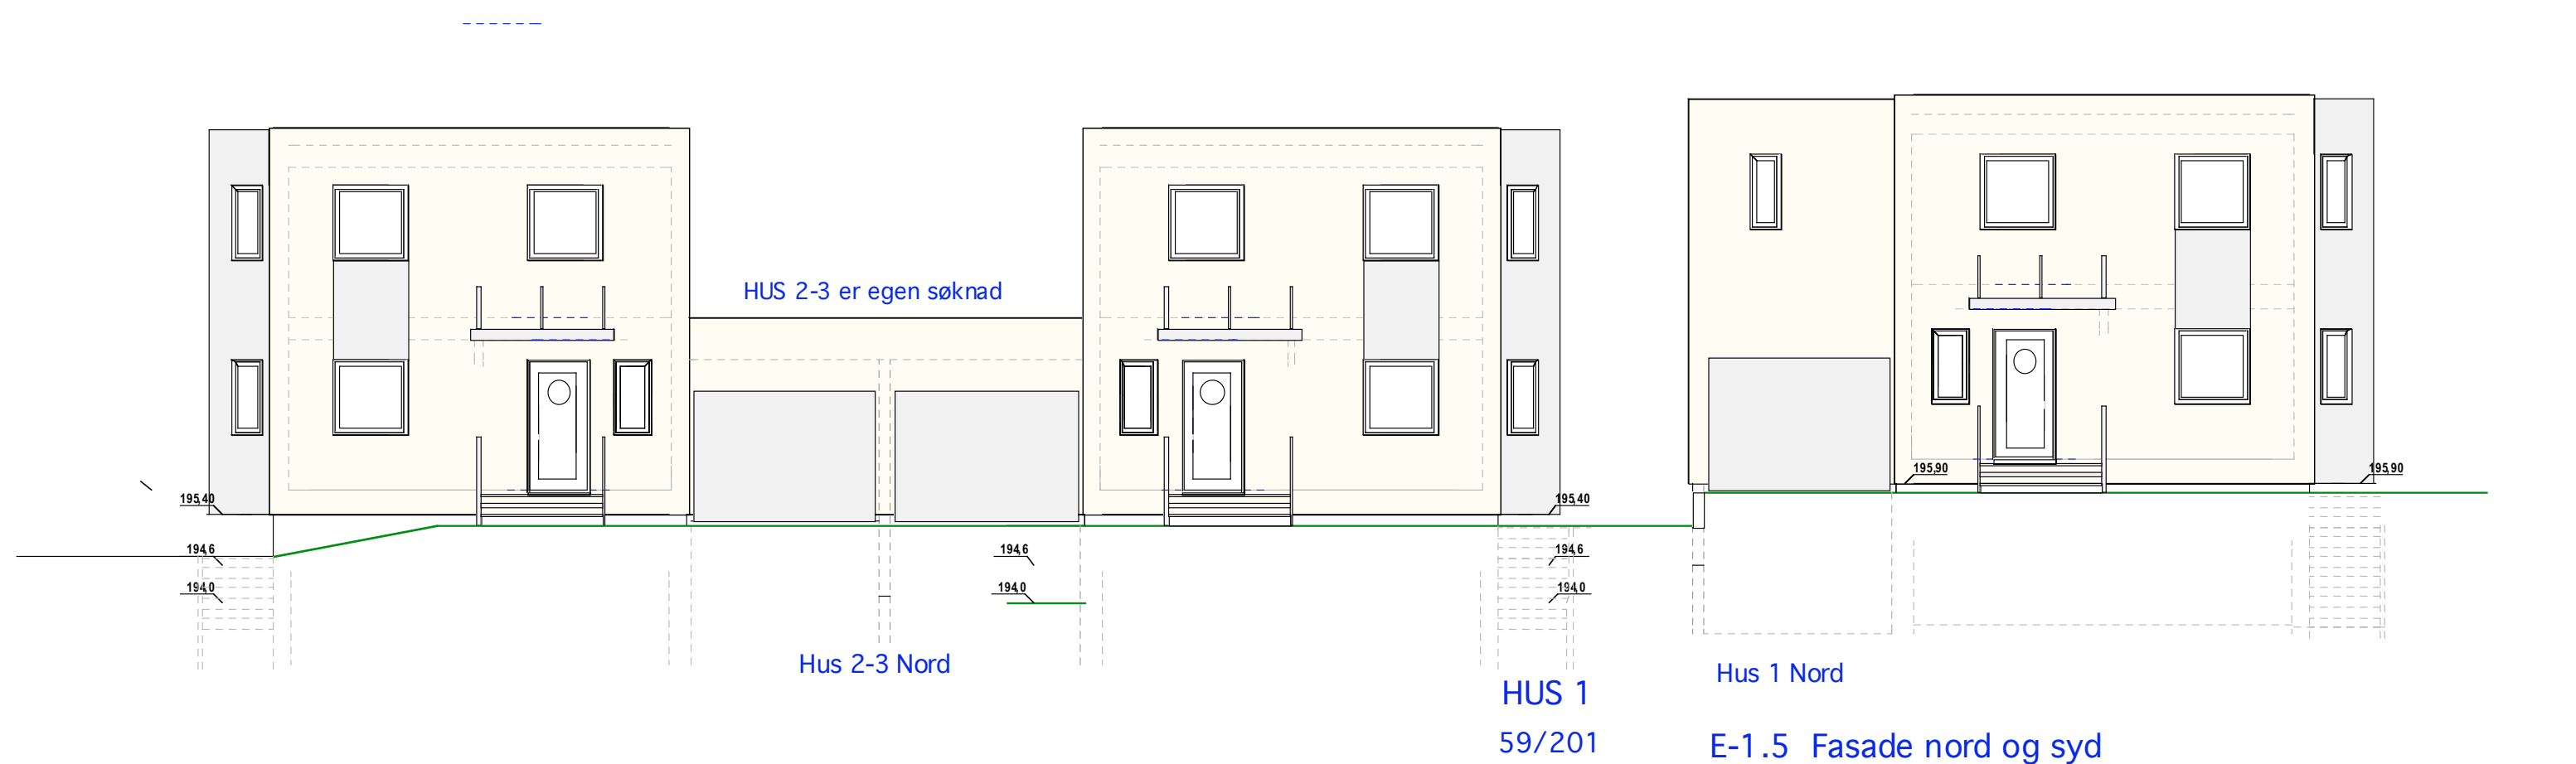 HUS 2-3 er egen søknad
195,90
195,90
195,40
195,40
194,6
194,6
194,6
194,0
194,0
194,0
Hus 2-3 Nord
Hus 1 Nord
HUS 1
59/201
E-1.5 Fasade nord og syd